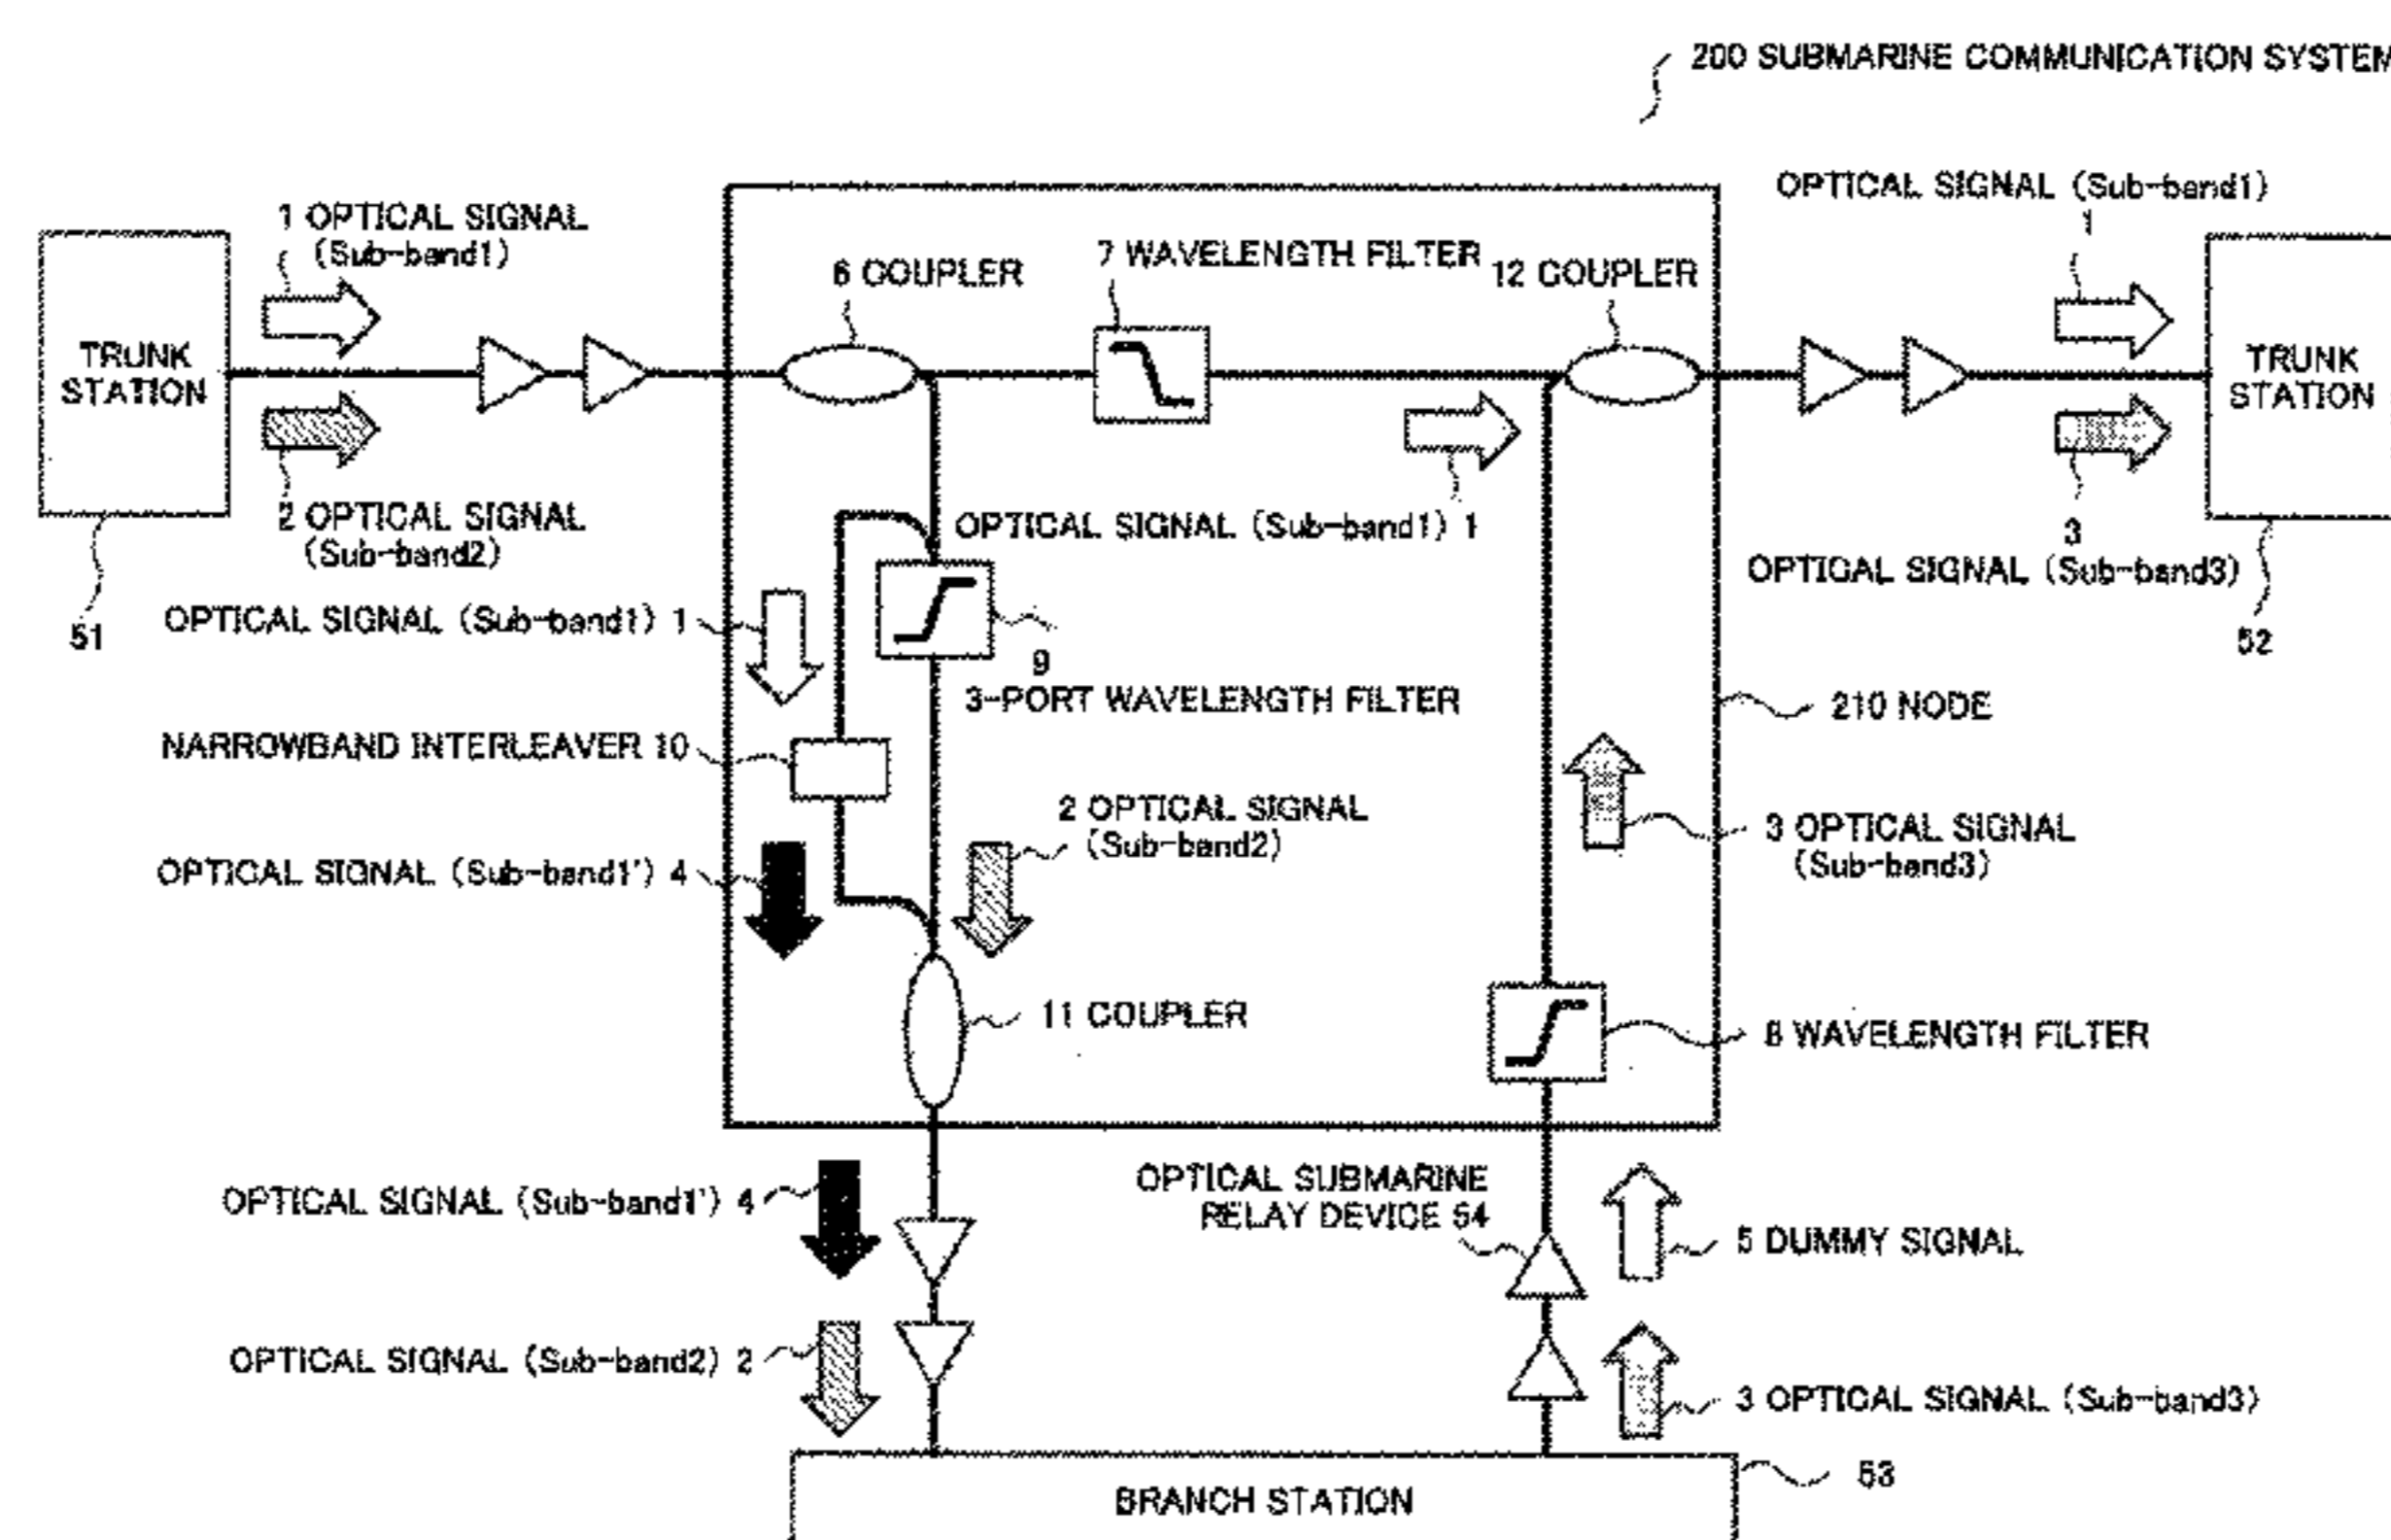 200 SUBMARINE COMMUNICATION SYSTEM
OPTICAL SIGNAL (Sub-band1)
1
1 OPTICAL SIGNAL
(Sub-band1)
6 COUPLER
7 WAVELENGTH FILTER
12 COUPLER
TRUNK
STATION
TRUNK
STATION
2 OPTICAL SIGNAL
(Sub-band2)
OPTICAL SIGNAL (Sub-band1) 1
3
OPTICAL SIGNAL (Sub-band3)
51
OPTICAL SIGNAL (Sub-band1) 1
52
9
3-PORT WAVELENGTH FILTER
210 NODE
NARROWBAND INTERLEAVER 10
2 OPTICAL SIGNAL
(Sub-band2)
3 OPTICAL SIGNAL
(Sub-band3)
OPTICAL SIGNAL (Sub-band1') 4
11 COUPLER
8 WAVELENGTH FILTER
OPTICAL SIGNAL (Sub-band1') 4
OPTICAL SUBMARINE
RELAY DEVICE 54
5 DUMMY SIGNAL
OPTICAL SIGNAL (Sub-band2) 2
3 OPTICAL SIGNAL (Sub-band3)
53
BRANCH STATION